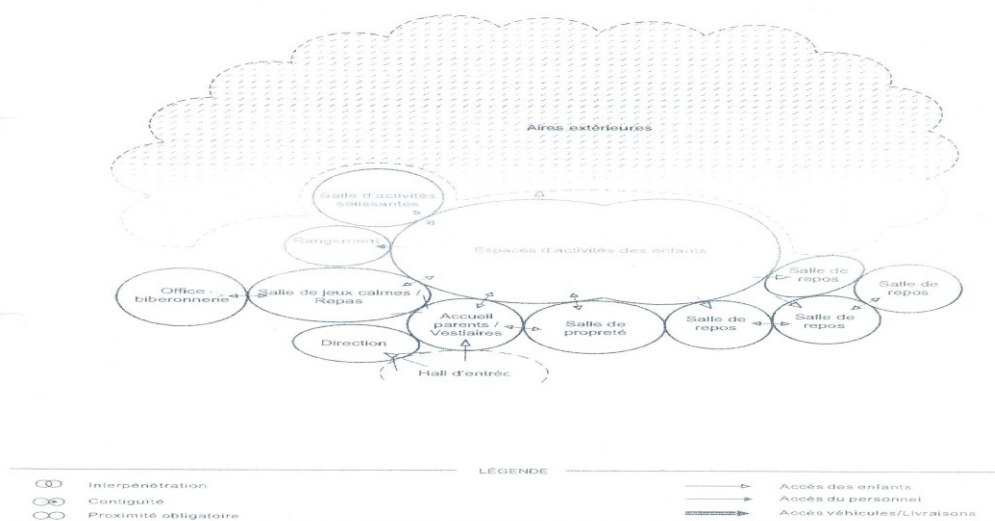 Aires extérieures
Salle d'activités
salissantes
Rangement
Espaces d'activités des enfants
Office -
biberonnerie
Salle de jeux calmes /
Repas
Salle de
repos
Salle de
repos
Accueil
parents /
Vestiaires
Salle de
propreté
Salle de
repos
Salle de
repos
Direction
Hall d'entrée
LÉGENDE
Interpénétration
Contiguïté
Proximité obligatoire
Accès des enfants
Accès du personnel
Accès véhicules/Livraisons